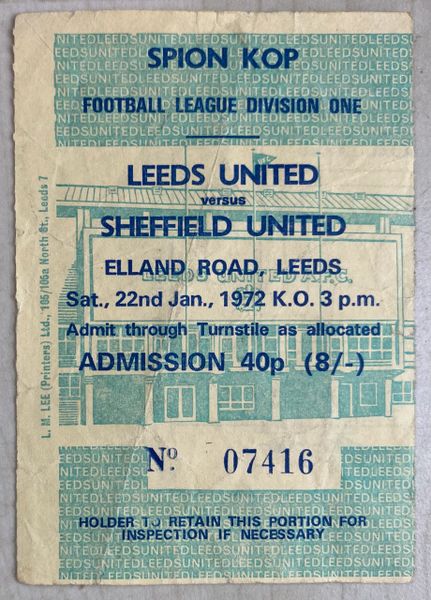 SPION KOP
FOOTBALL LEAGUE DIVISION ONE
LEEDS UNITED
versus
SHEFFIELD UNITED
ELLAND ROAD, LEEDS
LEEDS UNITED A.F.C.
Sat., 22nd Jan., 1972 K.O. 3 p.m.
Admit through Turnstile as allocated
ADMISSION 40p (8/-)
Nº 07416
HOLDER TO RETAIN THIS PORTION FOR
INSPECTION IF NECESSARY
L. M. LEE (Printers) Ltd., 105/105a North St., Leeds 7